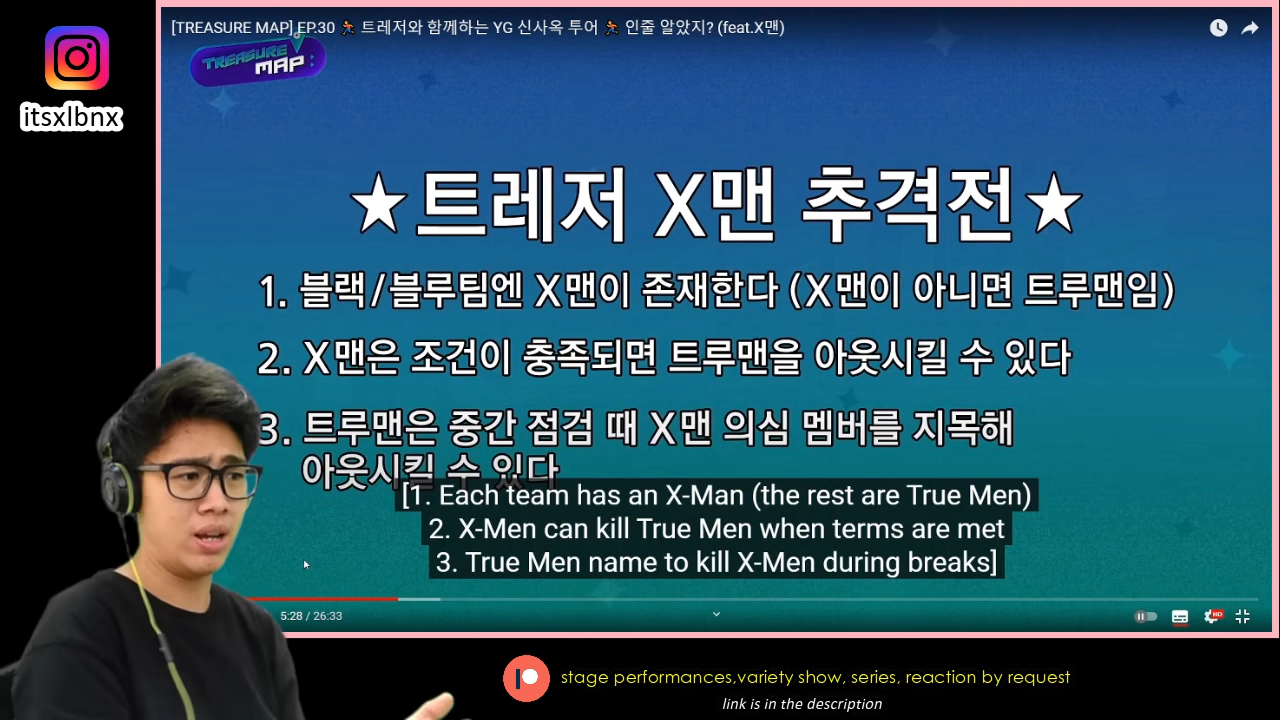 [TREASURE MAP] EP.30 🏃 트레저와 함께하는 YG 신사옥 투어 🏃 인줄 알았지? (feat.X맨)
TREASURE
MAP
itsxlbnx
★트레저 X맨 추격전★
1. 블랙/블루팀엔 X맨이 존재한다 (X맨이 아니면 트루맨임)
2. X맨은 조건이 충족되면 트루맨을 아웃시킬 수 있다
3. 트루맨은 중간 점검 때 X맨 의심 멤버를 지목해
아웃시킬 수 있다
[1. Each team has an X-Man (the rest are True Men)
2. X-Men can kill True Men when terms are met
3. True Men name to kill X-Men during breaks]
5:28 / 26:33
HD
stage performances,variety show, series, reaction by request
link is in the description